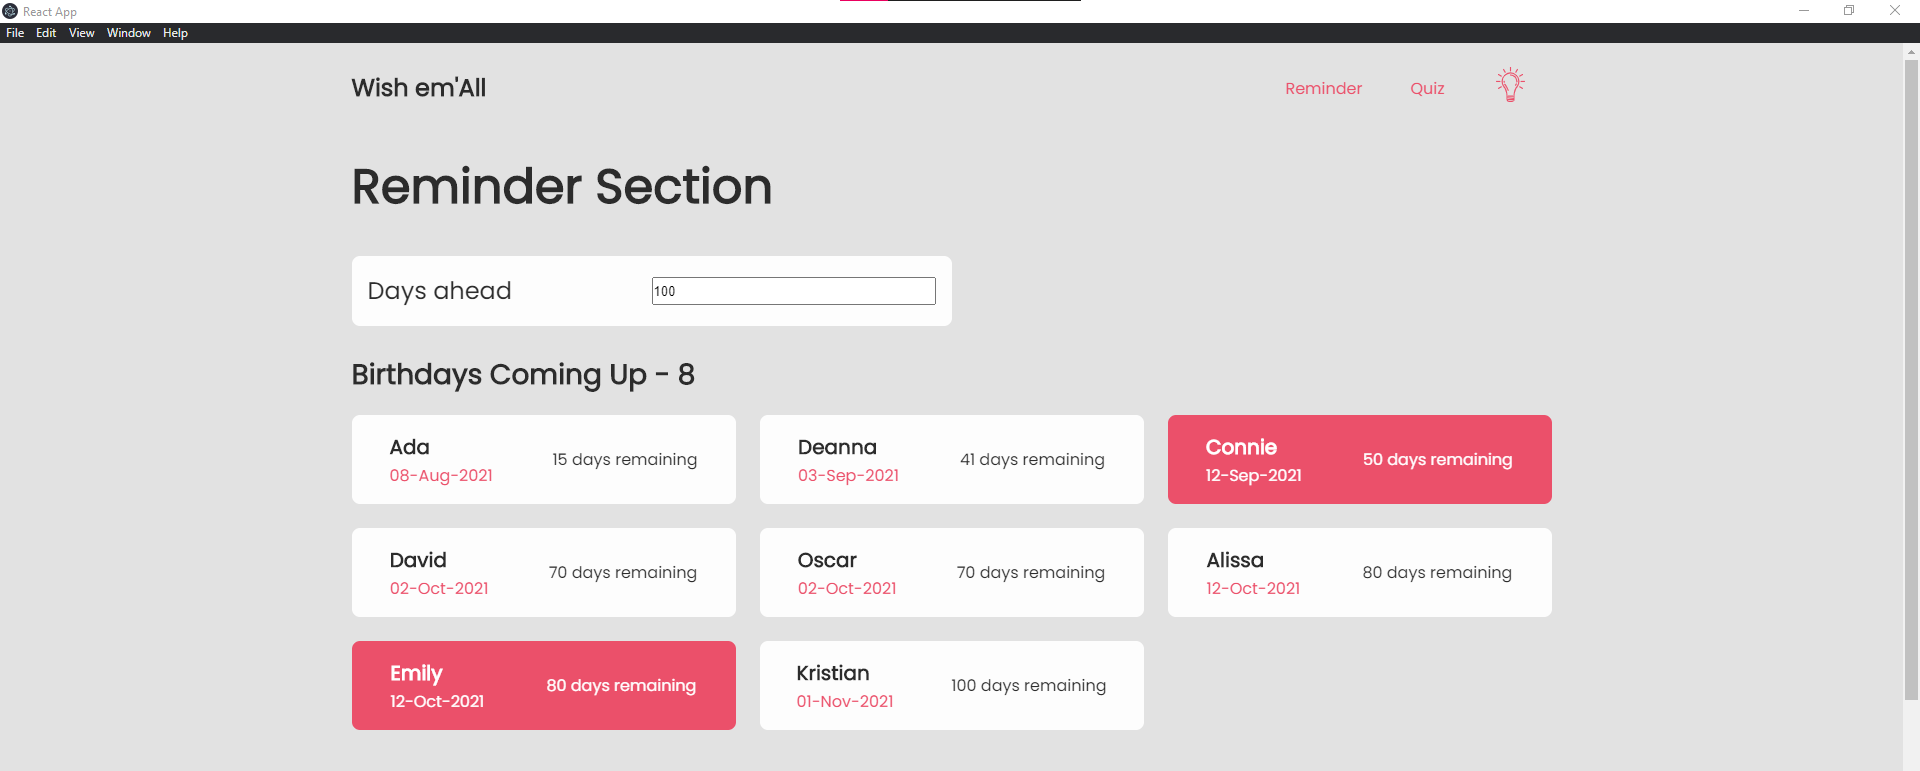 React App
File Edit View Window Help
Wish em'All
Reminder Quiz
Reminder Section
Days ahead 100
Birthdays Coming Up - 8
Ada
08-Aug-2021
15 days remaining
Deanna
03-Sep-2021
41 days remaining
Connie
12-Sep-2021
50 days remaining
David
02-Oct-2021
70 days remaining
Oscar
02-Oct-2021
70 days remaining
Alissa
12-Oct-2021
80 days remaining
Emily
12-Oct-2021
80 days remaining
Kristian
01-Nov-2021
100 days remaining